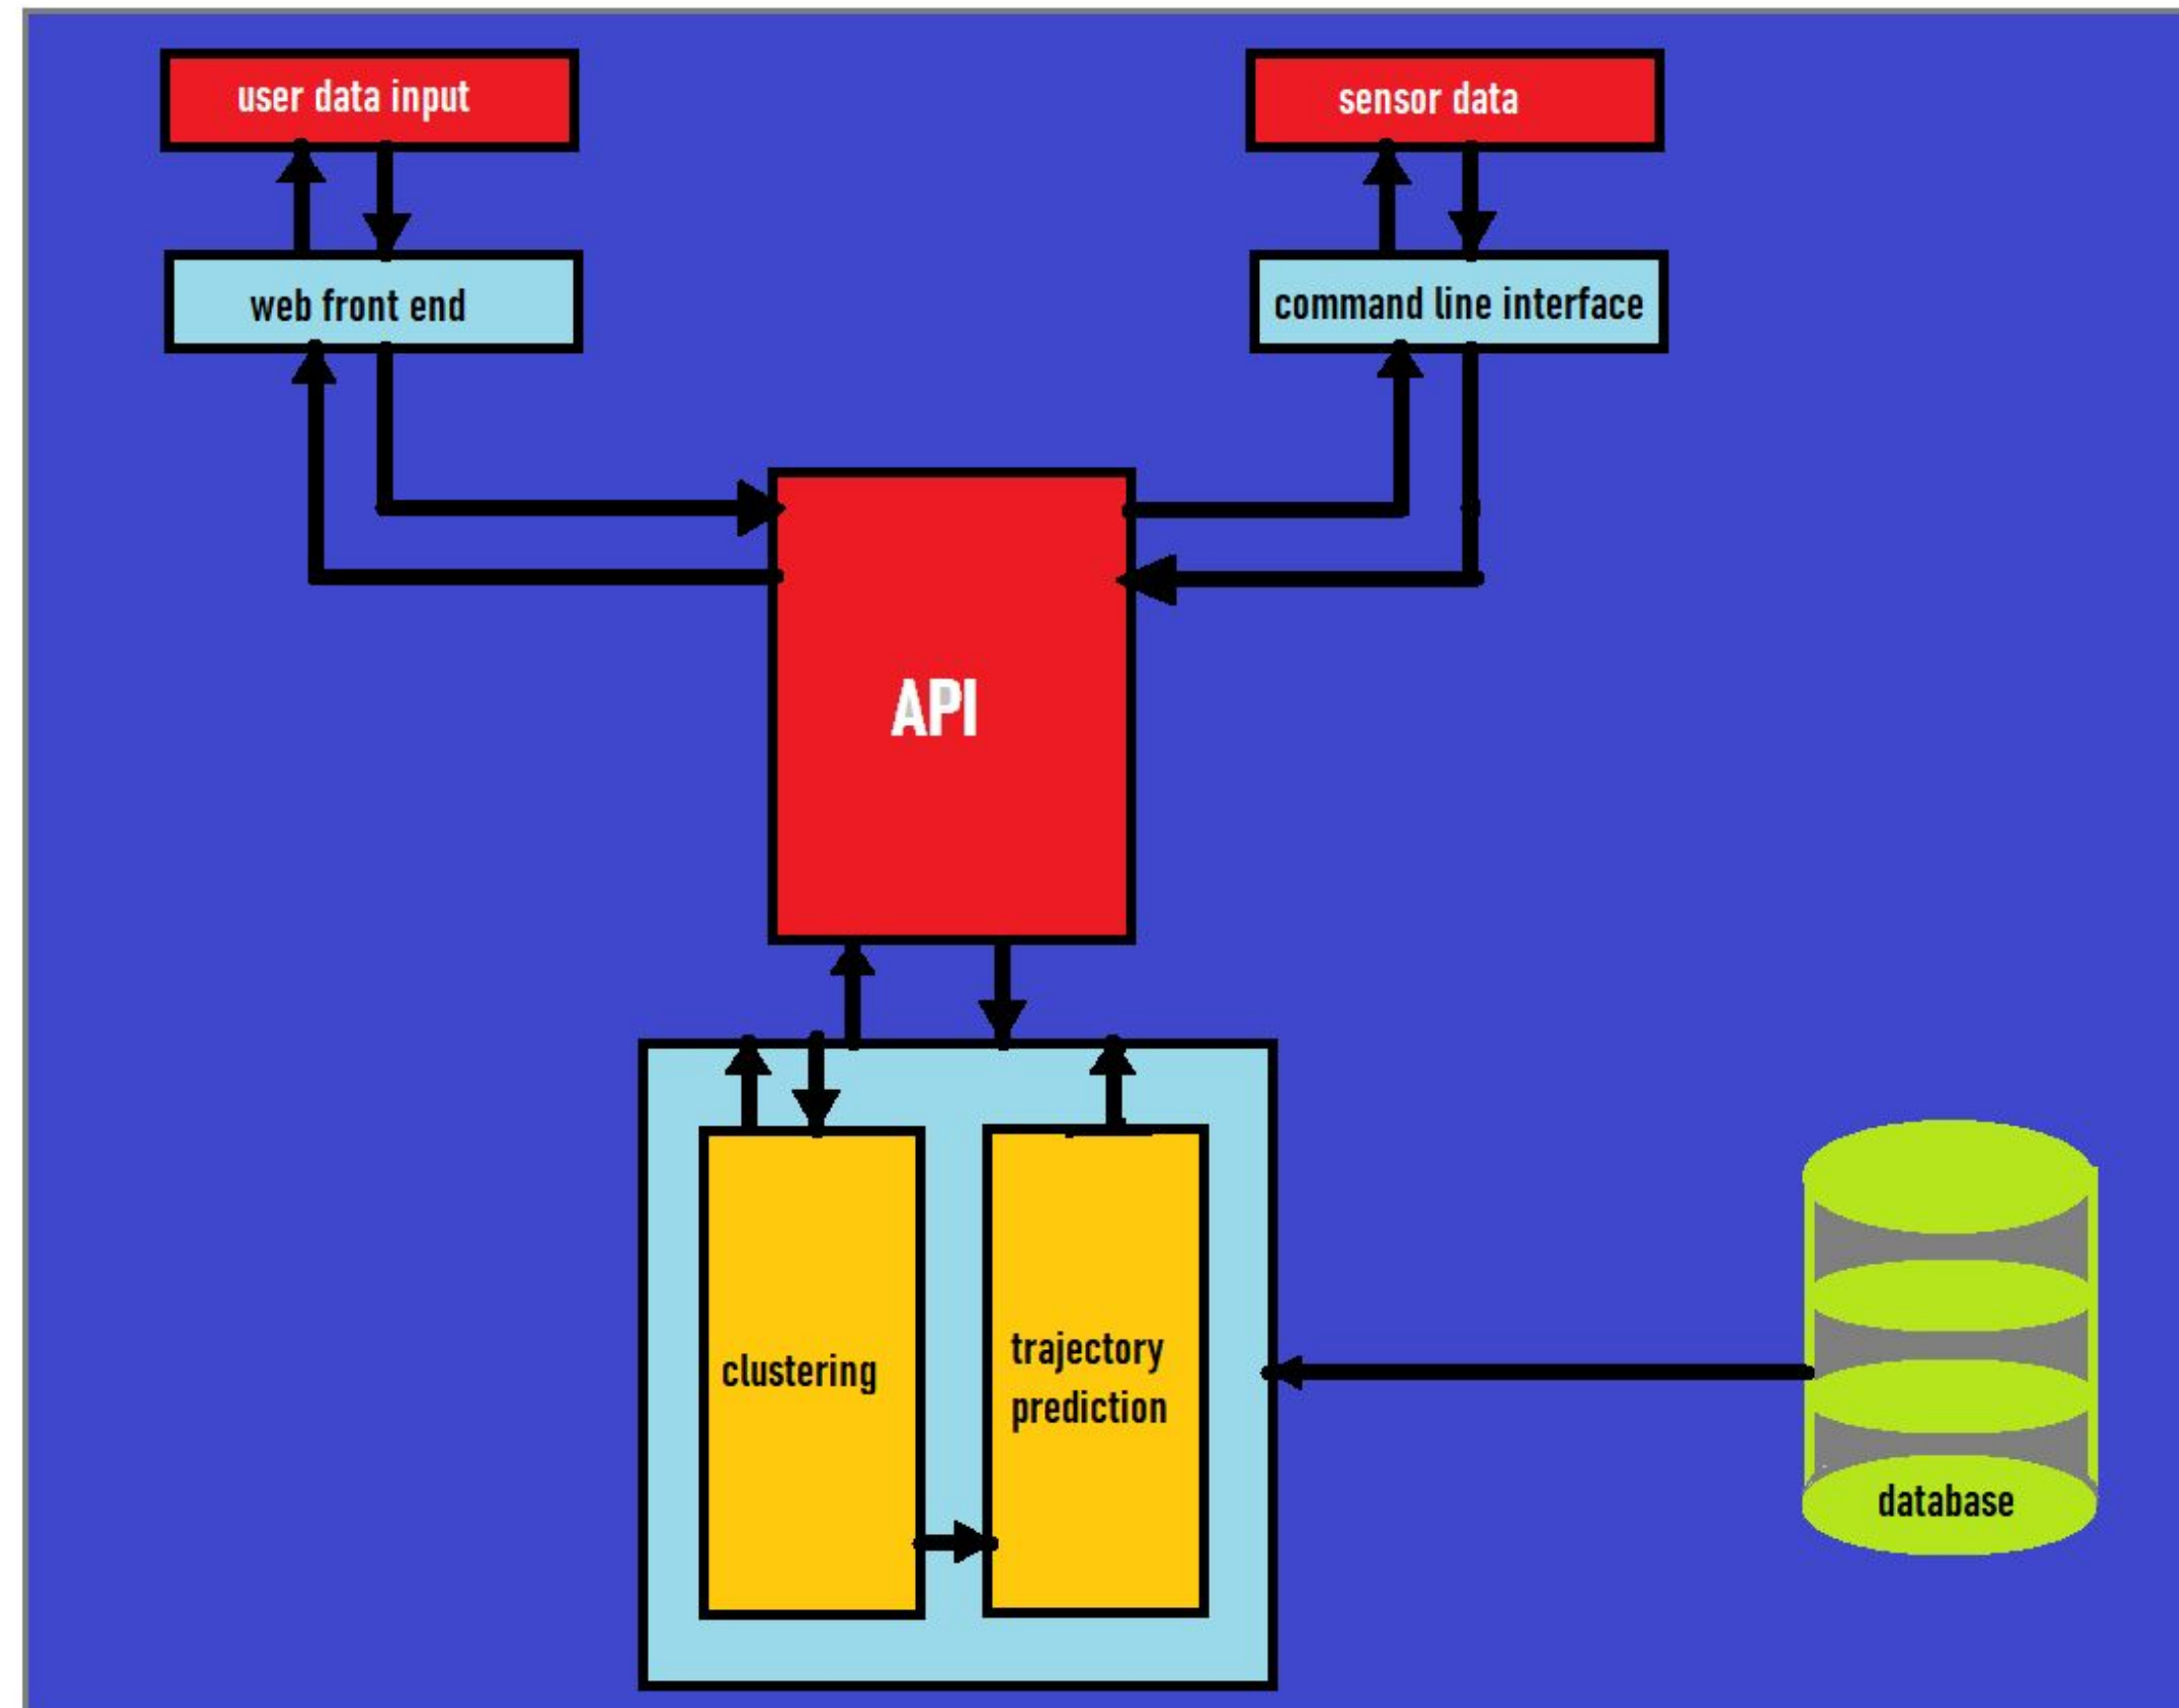 user data input
sensor data
web front end
command line interface
API
clustering
trajectory
prediction
database